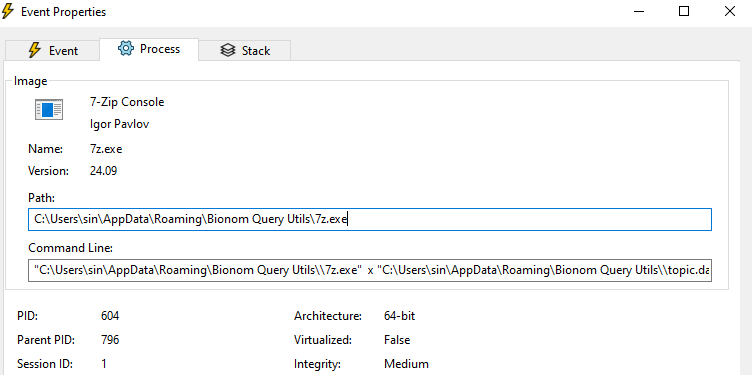 Event Properties
Event Process Stack
Image
7-Zip Console
Igor Pavlov
Name: 7z.exe
Version: 24.09
Path:
C:\Users\sin\AppData\Roaming\Bionom Query Utils\7z.exe
Command Line:
"C:\Users\sin\AppData\Roaming\Bionom Query Utils\\7z.exe" x "C:\Users\sin\AppData\Roaming\Bionom Query Utils\\topic.da
PID: 604 Architecture: 64-bit
Parent PID: 796 Virtualized: False
Session ID: 1 Integrity: Medium